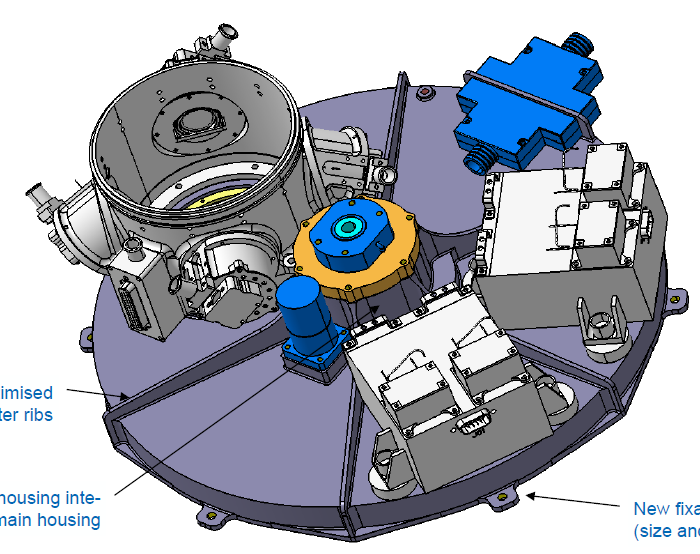 imised
ter ribs
housing inte-
main housing
New fixa
(size and